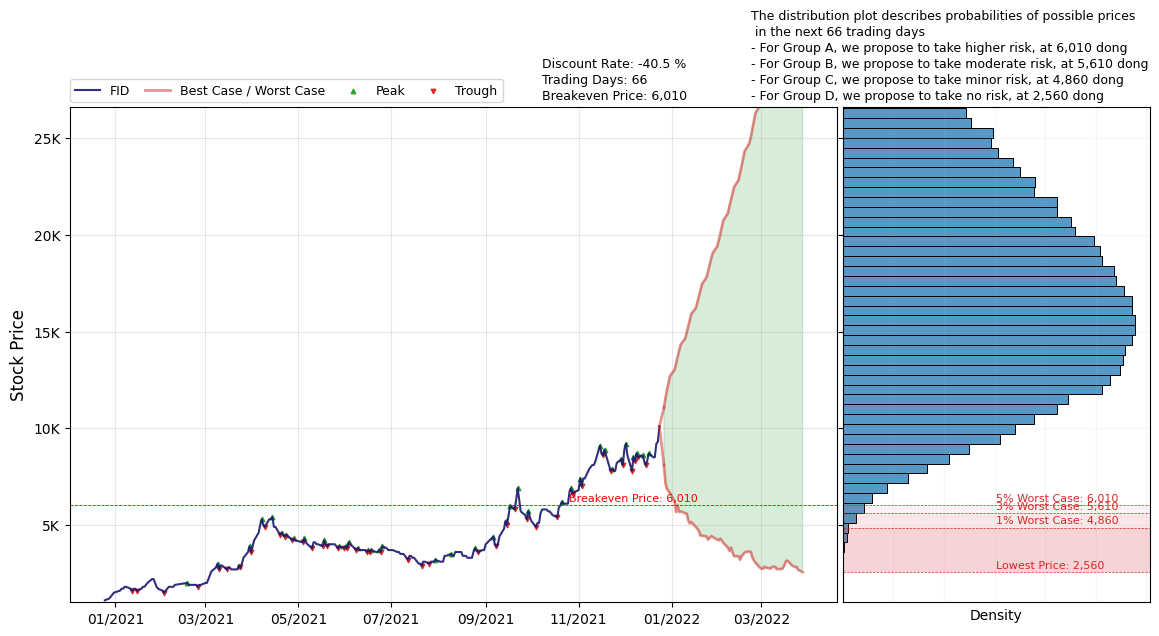 The distribution plot describes probabilities of possible prices
in the next 66 trading days
- For Group A, we propose to take higher risk, at 6,010 dong
- For Group B, we propose to take moderate risk, at 5,610 dong
- For Group C, we propose to take minor risk, at 4,860 dong
- For Group D, we propose to take no risk, at 2,560 dong
Discount Rate: -40.5 %
Trading Days: 66
Breakeven Price: 6,010
FID
Best Case / Worst Case
Peak
Trough
Stock Price
25K
20K
15K
10K
5K
Breakeven Price: 6,010
5% Worst Case: 6,010
3% Worst Case: 5,610
1% Worst Case: 4,860
Lowest Price: 2,560
01/2021
03/2021
05/2021
07/2021
09/2021
11/2021
01/2022
03/2022
Density